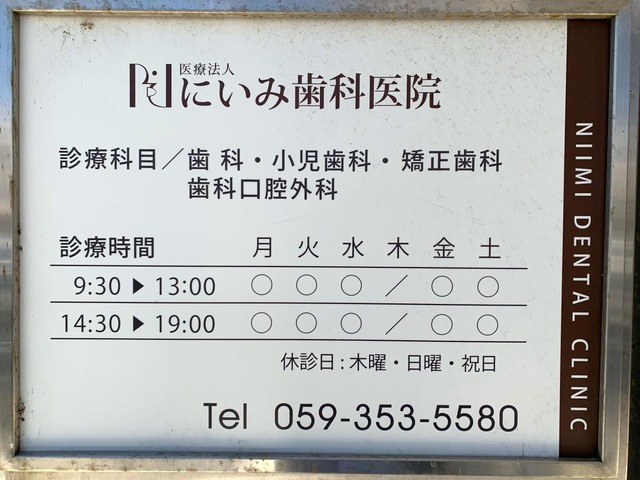 医療法人
にいみ歯科医院
診療科目／歯 科・小児歯科・矯正歯科
歯科口腔外科
診療時間 月 火 水 木 金 土
9:30 ▶ 13:00 ○ ○ ○ ／ ○ ○
14:30 ▶ 19:00 ○ ○ ○ ／ ○ ○
休診日:木曜・日曜・祝日
Tel 059-353-5580
NIIMI DENTAL CLINIC